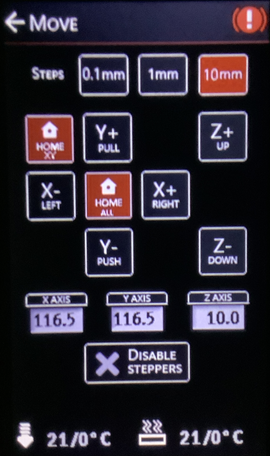 MOVE
STEPS 0.1mm 1mm 10mm
HOME XY
Y+ PULL
Z+ UP
X- LEFT
HOME ALL
X+ RIGHT
Y- PUSH
Z- DOWN
X AXIS Y AXIS Z AXIS
116.5 116.5 10.0
DISABLE
STEPPERS
21/0°C 21/0°C